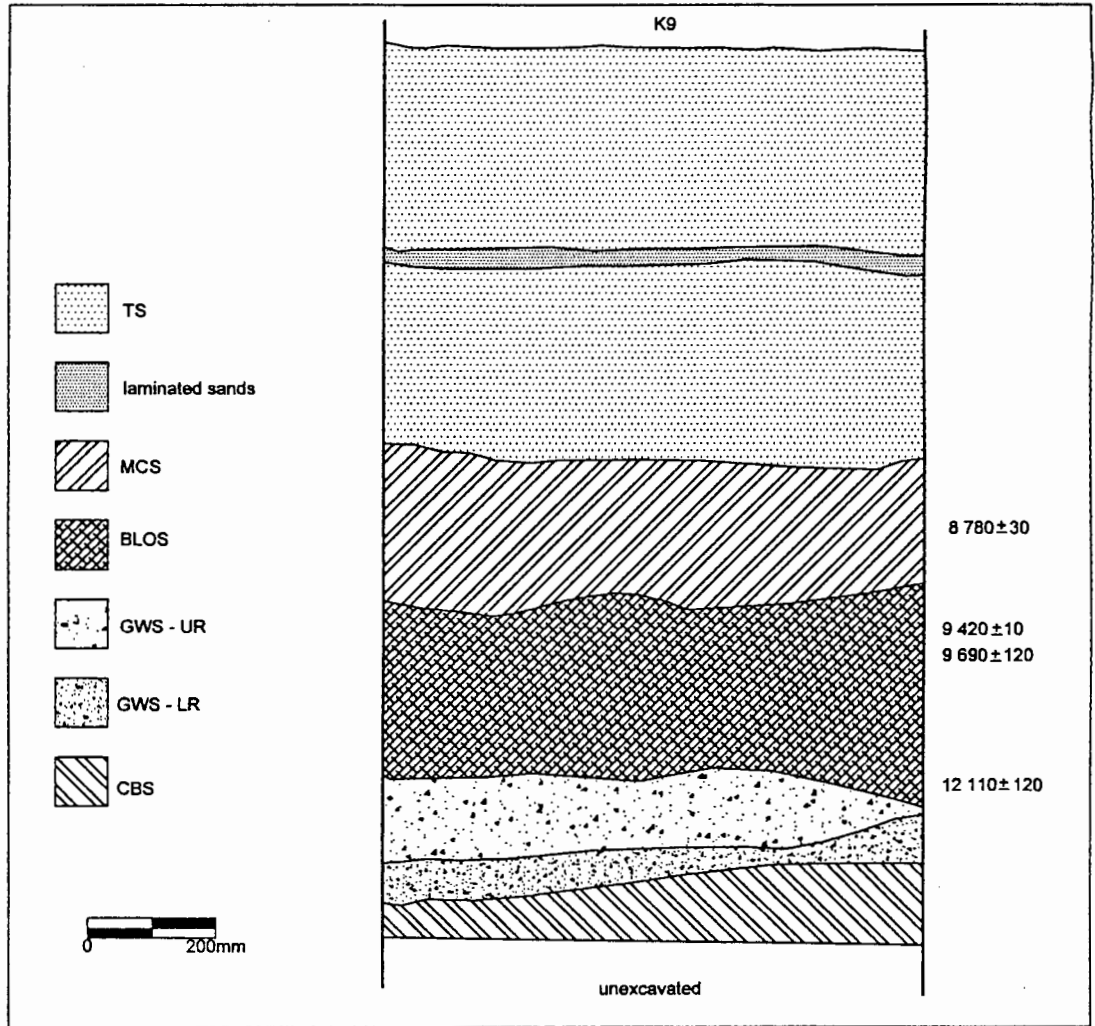 K9
TS
laminated sands
MCS
BLOS
GWS - UR
GWS - LR
CBS
0 200mm
8 780±30
9 420±10
9 690±120
12 110±120
unexcavated